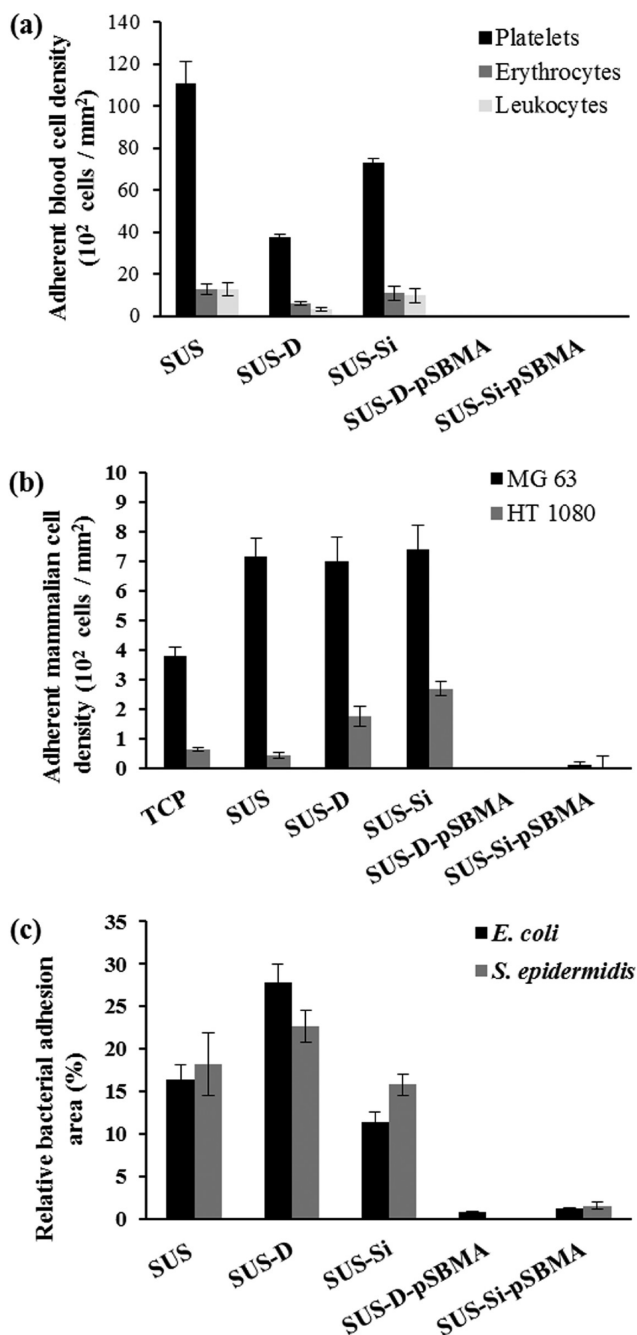 (a)
Adherent blood cell density
(10² cells / mm²)
140
120
100
80
60
40
20
0
Platelets
Erythrocytes
Leukocytes
SUS
SUS-D
SUS-Si
SUS-D-pSBMA
SUS-Si-pSBMA
(b)
Adherent mammalian cell
density (10² cells / mm²)
10
9
8
7
6
5
4
3
2
1
0
MG 63
HT 1080
TCP
SUS
SUS-D
SUS-Si
SUS-D-pSBMA
SUS-Si-pSBMA
(c)
Relative bacterial adhesion
area (%)
35
30
25
20
15
10
5
0
E. coli
S. epidermidis
SUS
SUS-D
SUS-Si
SUS-D-pSBMA
SUS-Si-pSBMA